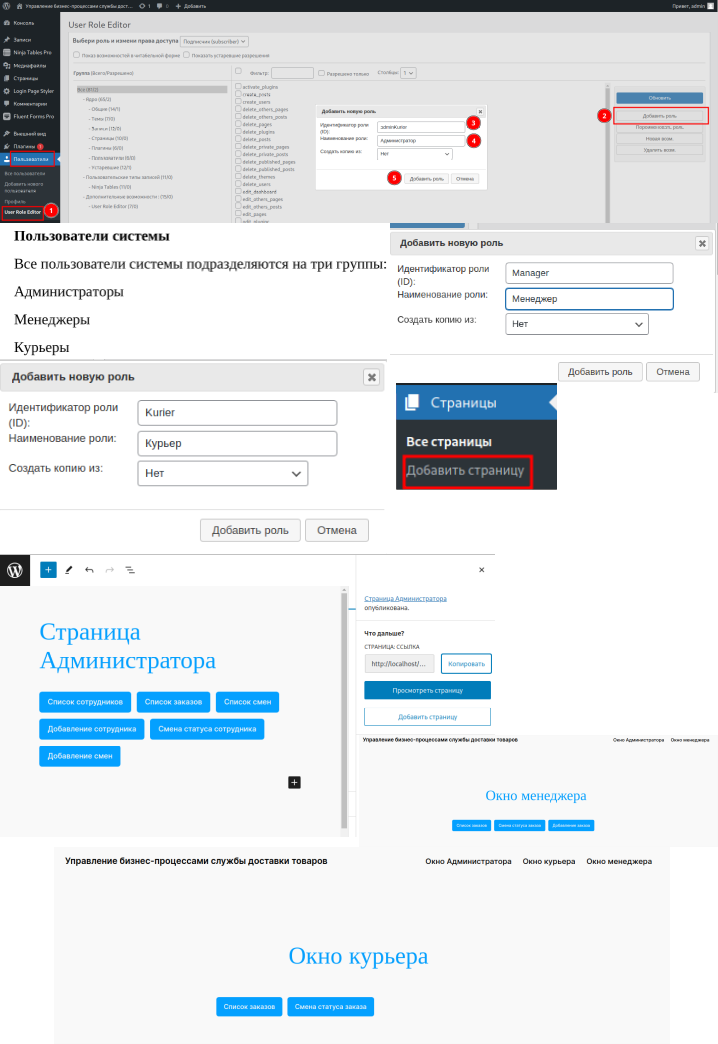 Управление бизнес-процессами службы дост... 1 0 Добавить
Привет, admin
Консоль
Записи
Ninja Tables Pro
Медиафайлы
Страницы
Login Page Styler
Комментарии
Fluent Forms Pro
Внешний вид
Плагины 1
Пользователи
Все пользователи
Добавить нового пользователя
Профиль
User Role Editor 1
User Role Editor
Выбери роль и измени права доступа: Подписчик (subscriber)
Показ возможностей в читабельной форме Показать устаревшие разрешения
Группа (Всего/Разрешено) Фильтр: Разрешено только Столбцы: 1
- Ядро (65/2)
- Общие (14/1)
- Тема (7/0)
- Записи (12/0)
- Страницы (10/0)
- Плагины (6/0)
- Пользователи (6/0)
- Устаревшие (12/1)
- Пользовательские типы записей (11/0)
- Ninja Tables (11/0)
- Дополнительные возможности: (15/0)
- User Role Editor (7/0)
activate_plugins
create_posts
create_users
delete_others_pages
delete_others_posts
delete_pages
delete_plugins
delete_posts
delete_private_pages
delete_private_posts
delete_published_pages
delete_published_posts
delete_themes
delete_users
edit_dashboard
edit_others_pages
edit_others_posts
edit_pages
edit_plugins
Добавить новую роль
Идентификатор роли (ID): adminKurier 3
Наименование роли: Администратор 4
Создать копию из: Нет
5 Добавить роль Отмена
Обновить
2 Добавить роль
Переименовать. роль.
Новая возм.
Удалить возм.
Пользователи системы
Все пользователи системы подразделяются на три группы:
Администраторы
Менеджеры
Курьеры
Добавить новую роль
Идентификатор роли
(ID):
Manager
Наименование роли: Менеджер
Создать копию из: Нет
Добавить роль Отмена
Добавить новую роль
Идентификатор роли
(ID):
Kurier
Наименование роли: Курьер
Создать копию из: Нет
Добавить роль Отмена
Страницы
Все страницы
Добавить страницу
Страница
Администратора
Список сотрудников Список заказов Список смен
Добавление сотрудника Смена статуса сотрудника
Добавление смен
Страница Администратора
опубликована.
Что дальше?
СТРАНИЦА: ССЫЛКА
http://localhost/... Копировать
Просмотреть страницу
Добавить страницу
Управление бизнес-процессами службы доставки товаров Окно Администратора Окно менеджера
Окно менеджера
Список заказов Смена статуса заказа Добавление заказа
Управление бизнес-процессами службы доставки товаров Окно Администратора Окно курьера Окно менеджера
Окно курьера
Список заказов Смена статуса заказа